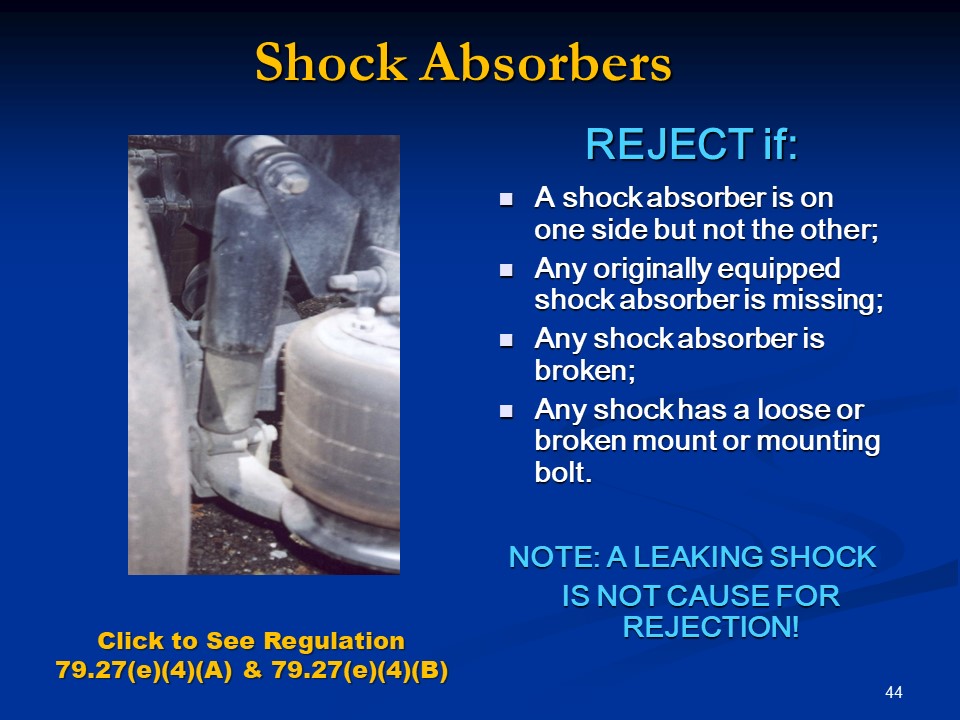 Shock Absorbers
REJECT if:
A shock absorber is on
one side but not the other;
Any originally equipped
shock absorber is missing;
Any shock absorber is
broken;
Any shock has a loose or
broken mount or mounting
bolt.
NOTE: A LEAKING SHOCK
IS NOT CAUSE FOR
REJECTION!
Click to See Regulation
79.27(e)(4)(A) & 79.27(e)(4)(B)
44